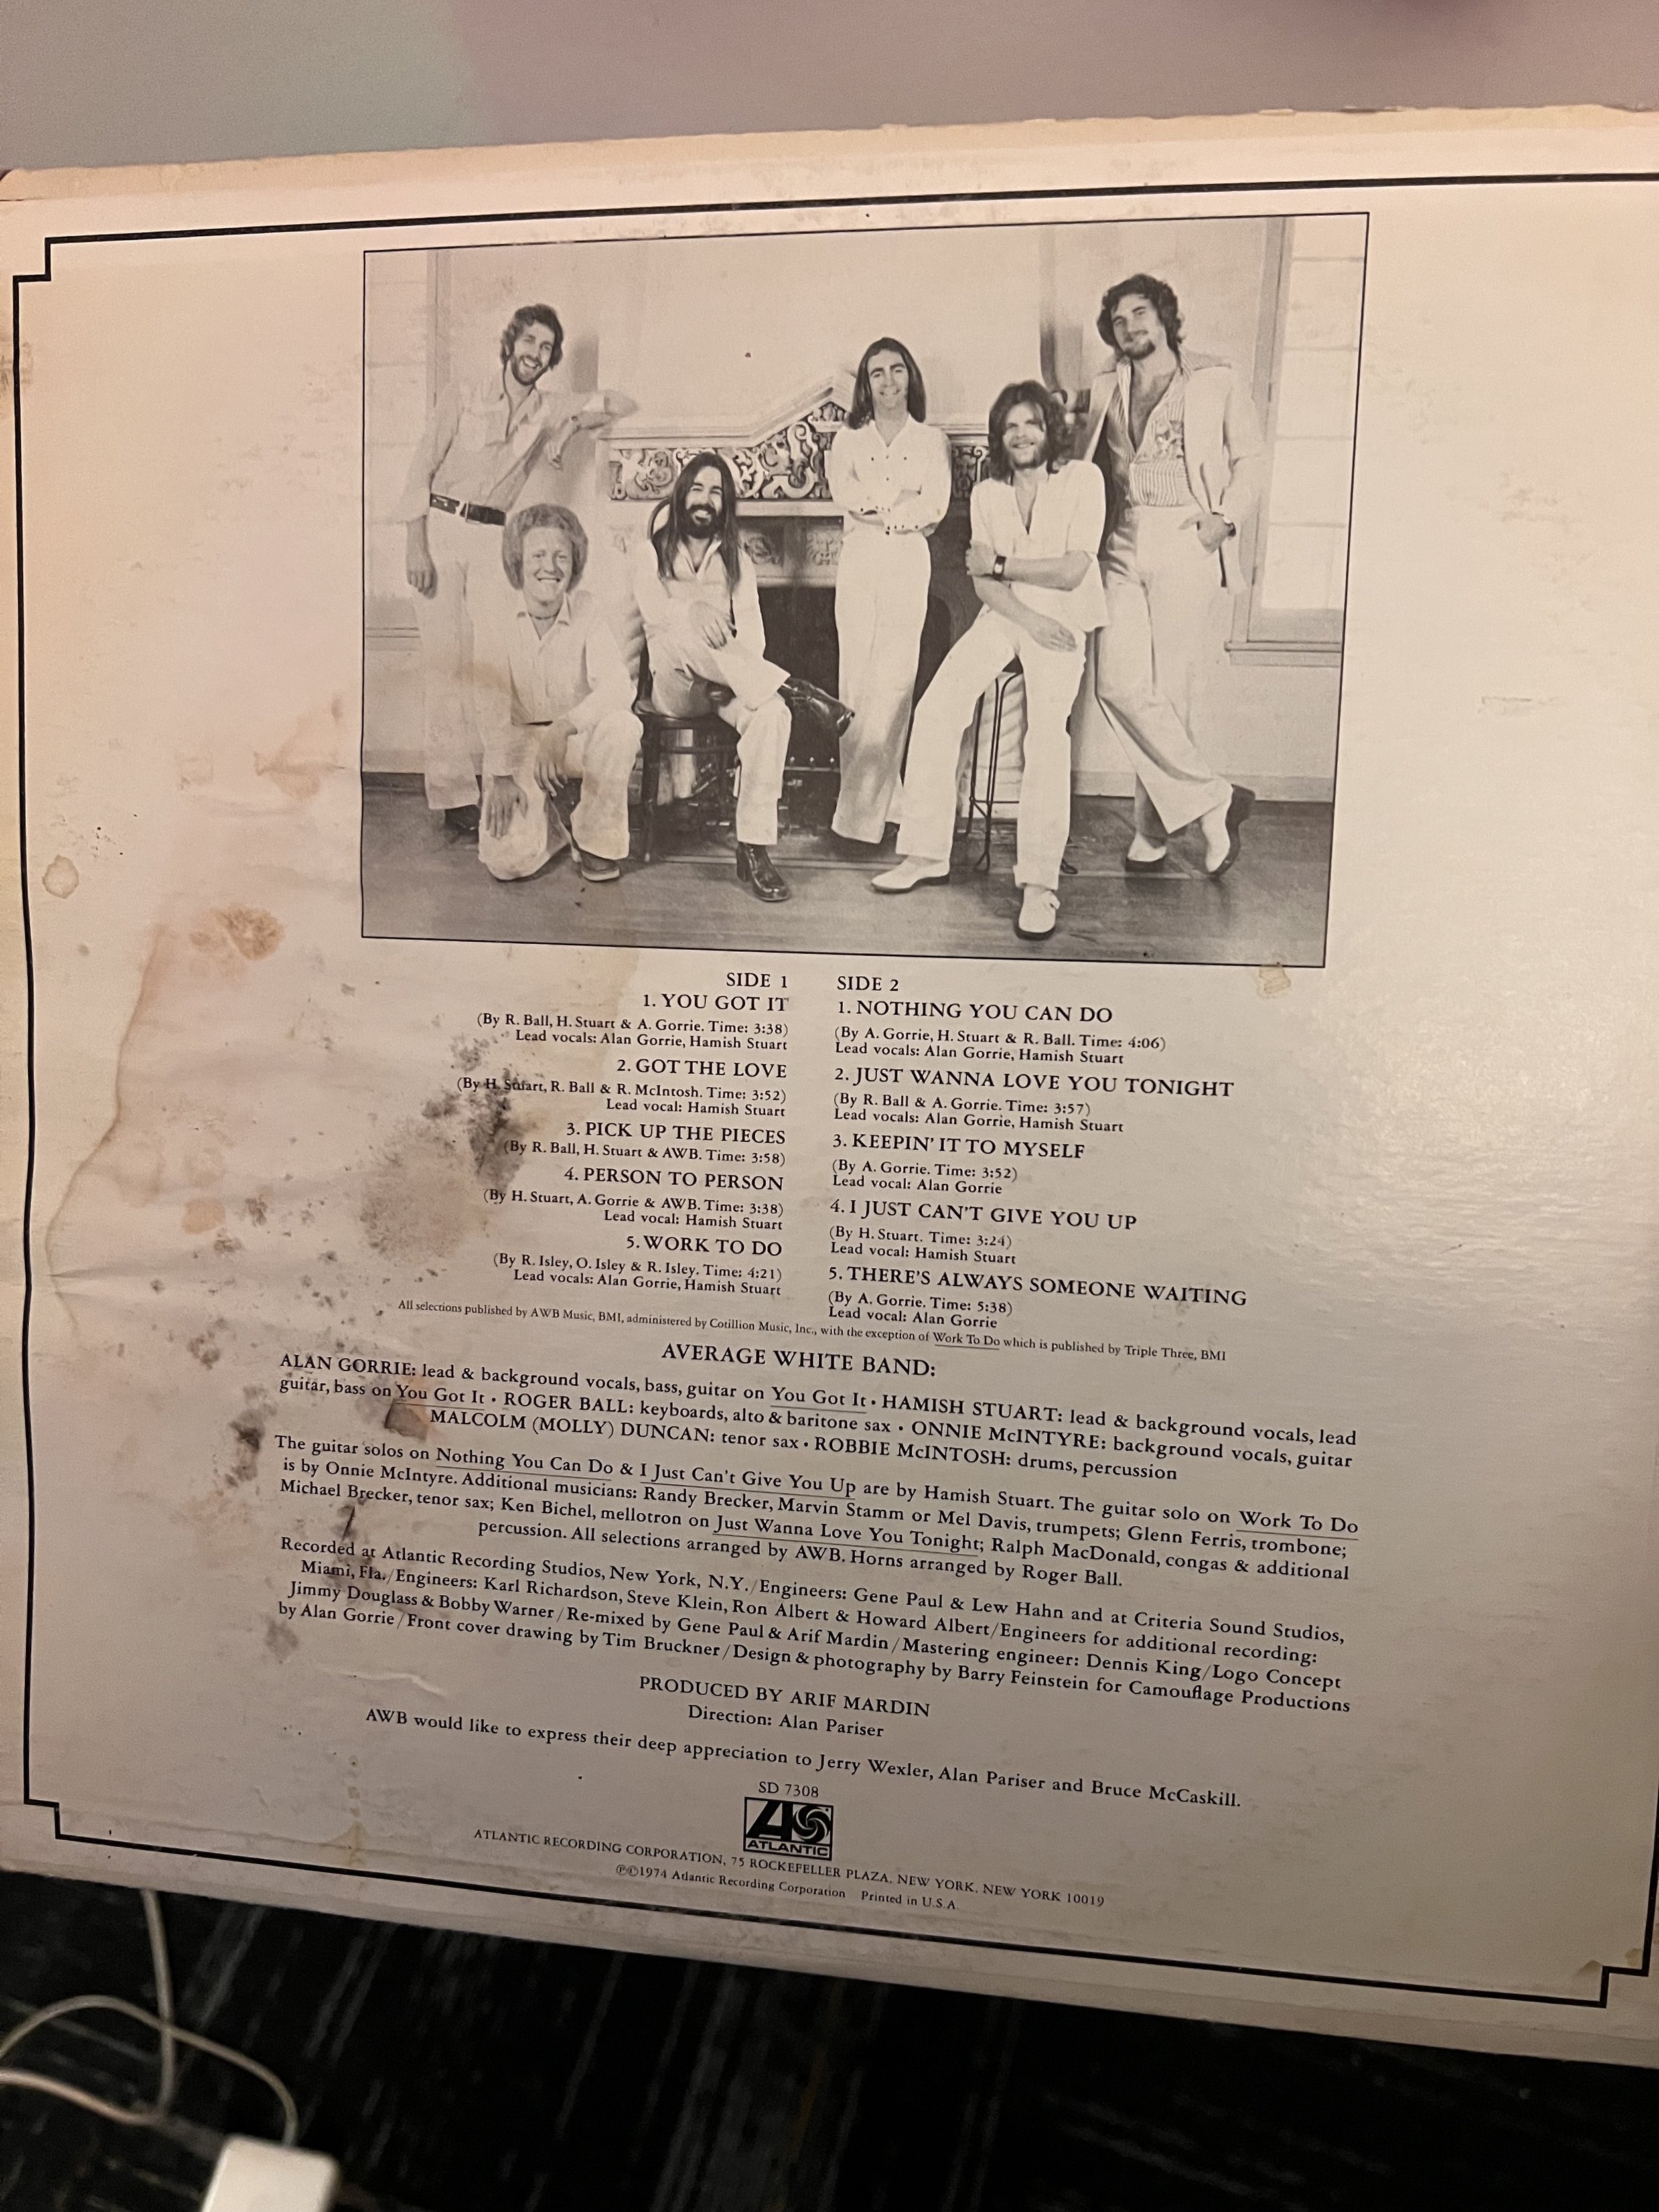 SIDE 1
1. YOU GOT IT
(By R. Ball, H. Stuart & A. Gorrie. Time: 3:38)
Lead vocals: Alan Gorrie, Hamish Stuart
2. GOT THE LOVE
(By H. Stuart, R. Ball & R. McIntosh. Time: 3:52)
Lead vocal: Hamish Stuart
3. PICK UP THE PIECES
(By R. Ball, H. Stuart & AWB. Time: 3:58)
4. PERSON TO PERSON
(By H. Stuart, A. Gorrie & AWB. Time: 3:38)
Lead vocal: Hamish Stuart
5. WORK TO DO
(By R. Isley, O. Isley & R. Isley. Time: 4:21)
Lead vocals: Alan Gorrie, Hamish Stuart
SIDE 2
1. NOTHING YOU CAN DO
(By A. Gorrie, H. Stuart & R. Ball. Time: 4:06)
Lead vocals: Alan Gorrie, Hamish Stuart
2. JUST WANNA LOVE YOU TONIGHT
(By R. Ball & A. Gorrie. Time: 3:57)
Lead vocals: Alan Gorrie, Hamish Stuart
3. KEEPIN' IT TO MYSELF
(By A. Gorrie. Time: 3:52)
Lead vocal: Alan Gorrie
4. I JUST CAN'T GIVE YOU UP
(By H. Stuart. Time: 3:24)
Lead vocal: Hamish Stuart
5. THERE'S ALWAYS SOMEONE WAITING
(By A. Gorrie. Time: 5:38)
Lead vocal: Alan Gorrie
All selections published by AWB Music, BMI, administered by Cotillion Music, Inc., with the exception of Work To Do which is published by Triple Three, BMI
AVERAGE WHITE BAND:
ALAN GORRIE: lead & background vocals, bass, guitar on You Got It • HAMISH STUART: lead & background vocals, lead
guitar, bass on You Got It • ROGER BALL: keyboards, alto & baritone sax • ONNIE McINTYRE: background vocals, guitar
MALCOLM (MOLLY) DUNCAN: tenor sax • ROBBIE McINTOSH: drums, percussion
The guitar solos on Nothing You Can Do & I Just Can't Give You Up are by Hamish Stuart. The guitar solo on Work To Do
is by Onnie McIntyre. Additional musicians: Randy Brecker, Marvin Stamm or Mel Davis, trumpets; Glenn Ferris, trombone;
Michael Brecker, tenor sax; Ken Bichel, mellotron on Just Wanna Love You Tonight; Ralph MacDonald, congas & additional
percussion. All selections arranged by AWB. Horns arranged by Roger Ball.
Recorded at Atlantic Recording Studios, New York, N.Y./Engineers: Gene Paul & Lew Hahn and at Criteria Sound Studios,
Miami, Fla./Engineers: Karl Richardson, Steve Klein, Ron Albert & Howard Albert/Engineers for additional recording:
Jimmy Douglass & Bobby Warner/Re-mixed by Gene Paul & Arif Mardin/Mastering engineer: Dennis King/Logo Concept
by Alan Gorrie/Front cover drawing by Tim Bruckner/Design & photography by Barry Feinstein for Camouflage Productions
PRODUCED BY ARIF MARDIN
Direction: Alan Pariser
AWB would like to express their deep appreciation to Jerry Wexler, Alan Pariser and Bruce McCaskill.
SD 7308
ATLANTIC
ATLANTIC RECORDING CORPORATION, 75 ROCKEFELLER PLAZA, NEW YORK, NEW YORK 10019
℗©1974 Atlantic Recording Corporation Printed in U.S.A.